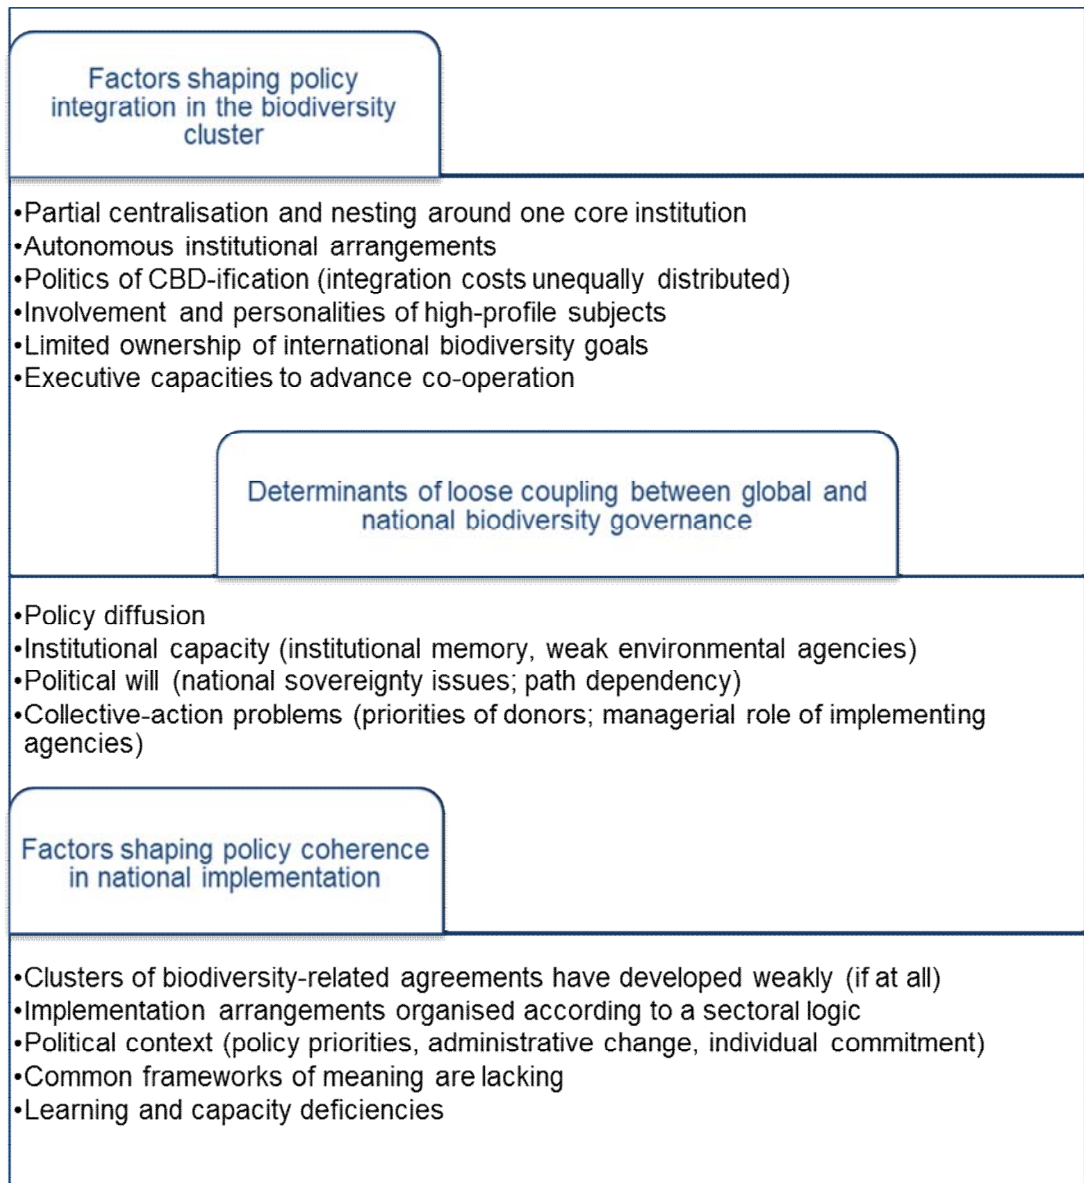 Factors shaping policy
integration in the biodiversity
cluster
•Partial centralisation and nesting around one core institution
•Autonomous institutional arrangements
•Politics of CBD-ification (integration costs unequally distributed)
•Involvement and personalities of high-profile subjects
•Limited ownership of international biodiversity goals
•Executive capacities to advance co-operation
Determinants of loose coupling between global and
national biodiversity governance
•Policy diffusion
•Institutional capacity (institutional memory, weak environmental agencies)
•Political will (national sovereignty issues; path dependency)
•Collective-action problems (priorities of donors; managerial role of implementing
agencies)
Factors shaping policy coherence
in national implementation
•Clusters of biodiversity-related agreements have developed weakly (if at all)
•Implementation arrangements organised according to a sectoral logic
•Political context (policy priorities, administrative change, individual commitment)
•Common frameworks of meaning are lacking
•Learning and capacity deficiencies